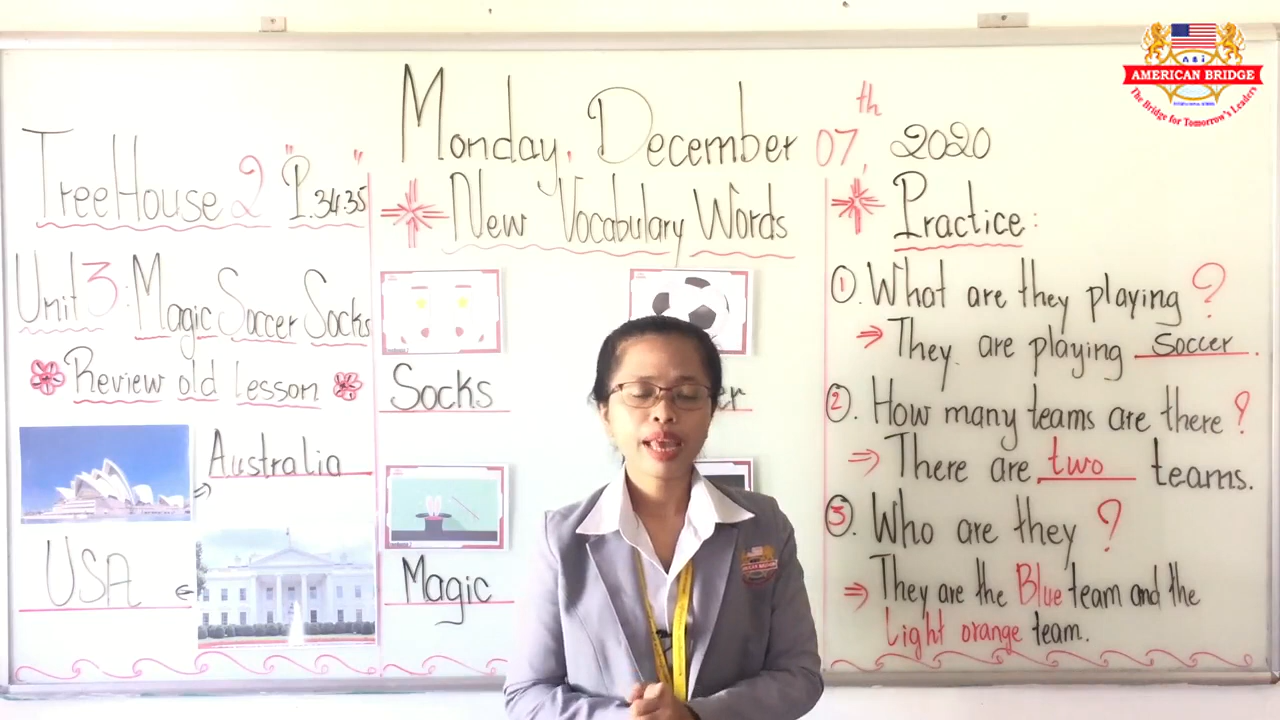 AMERICAN BRIDGE
The Bridge for Tomorrow's Leaders
Monday, December 07th, 2020
TreeHouse 2 "P.34-35"
Unit 3: Magic Soccer Socks
Review old lesson
Australia
USA
New Vocabulary Words
Socks
er
Magic
Practice:
1. What are they playing?
⇒ They are playing Soccer.
2. How many teams are there?
⇒ There are two teams.
3. Who are they?
⇒ They are the Blue team and the
Light orange team.